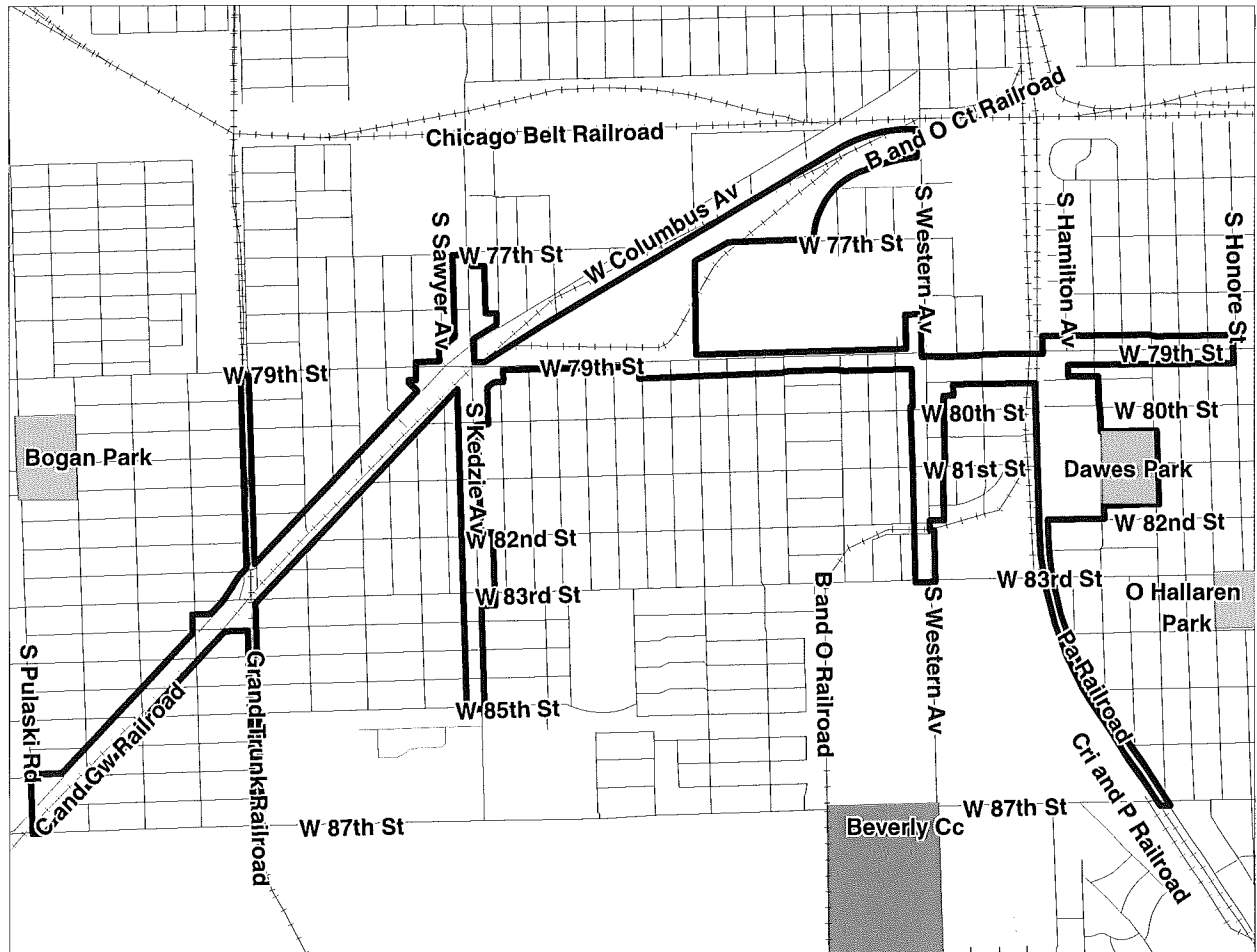 Chicago Belt Railroad
B and O Ct Railroad
W Columbus Av
S Sawyer Av
W 77th St
W 77th St
S Western Av
S Hamilton Av
S Honore St
W 79th St
W 79th St
W 79th St
S Kedzie Av
W 80th St
W 80th St
Bogan Park
W 81st St
Dawes Park
W 82nd St
W 82nd St
W 83rd St
W 83rd St
O Hallaren
Park
S Pulaski Rd
C and Gw Railroad
Grand Trunk Railroad
W 85th St
B and O Railroad
S Western Av
Pa Railroad
Cri and P Railroad
W 87th St
W 87th St
Beverly Cc